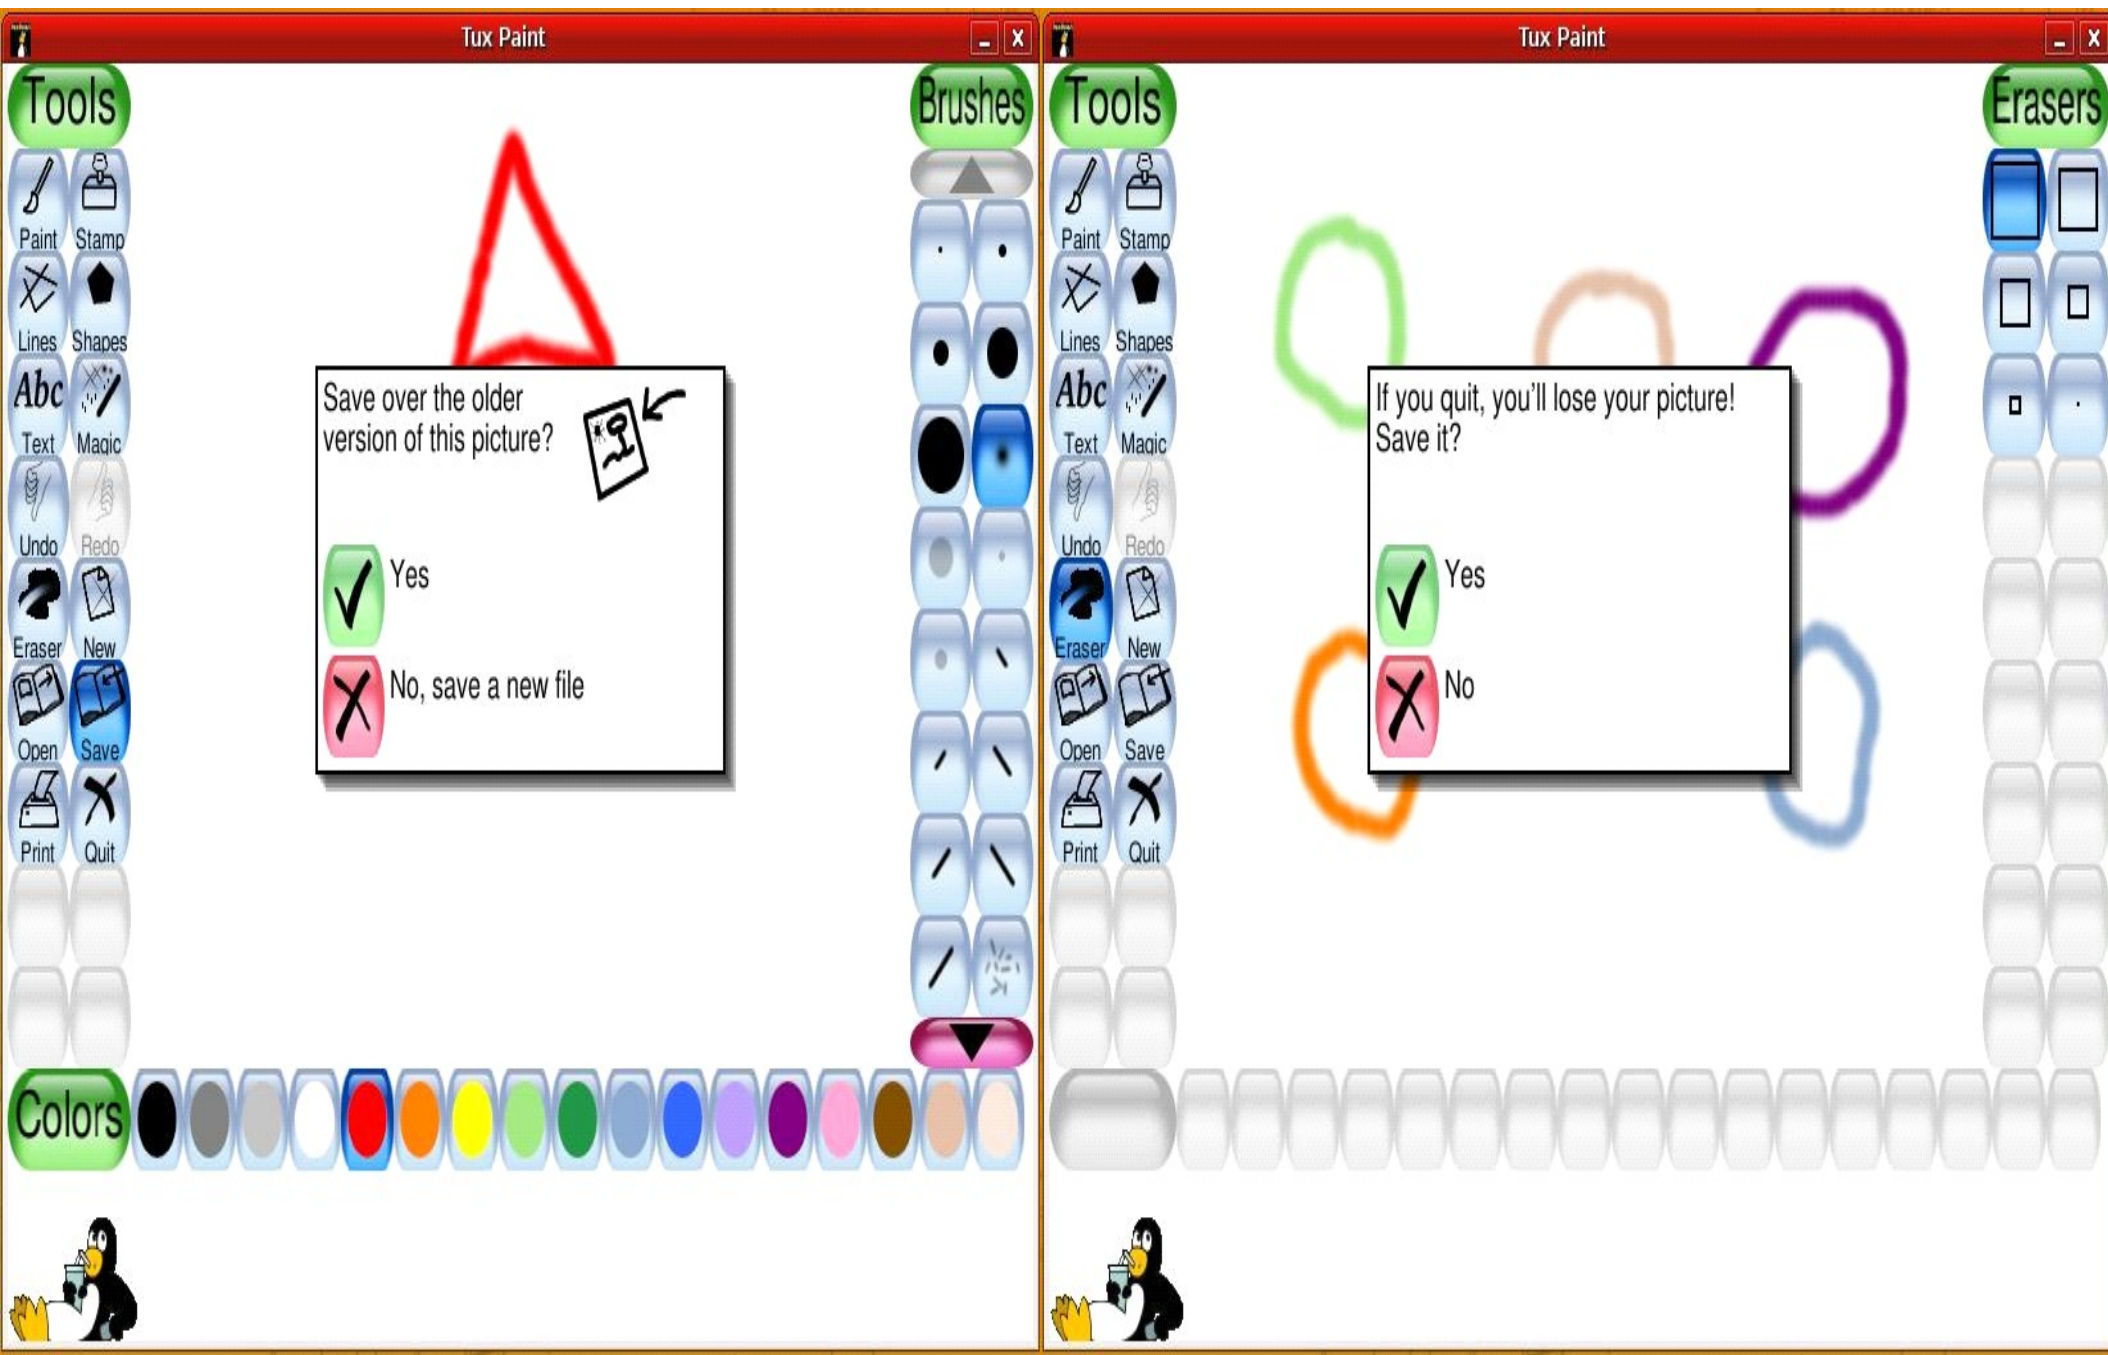 Tux Paint
Tools
Brushes
Paint Stamp
Lines Shapes
Abc
Text Magic
Undo Redo
Eraser New
Open Save
Print Quit
Save over the older
version of this picture?
Yes
No, save a new file
Colors
Tux Paint
Tools
Erasers
Paint Stamp
Lines Shapes
Abc
Text Magic
Undo Redo
Eraser New
Open Save
Print Quit
If you quit, you'll lose your picture!
Save it?
Yes
No